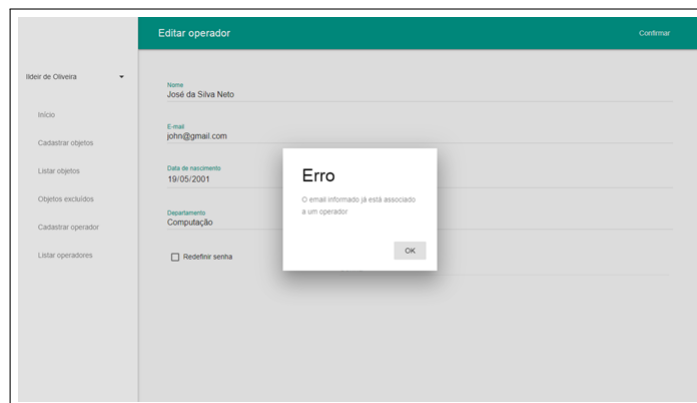 Editar operador
Confirmar
Ildeir de Oliveira
Início
Cadastrar objetos
Listar objetos
Objetos excluídos
Cadastrar operador
Listar operadores
Nome
José da Silva Neto
E-mail
john@gmail.com
Data de nascimento
19/05/2001
Departamento
Computação
Redefinir senha
Erro
O email informado já está associado
a um operador
OK